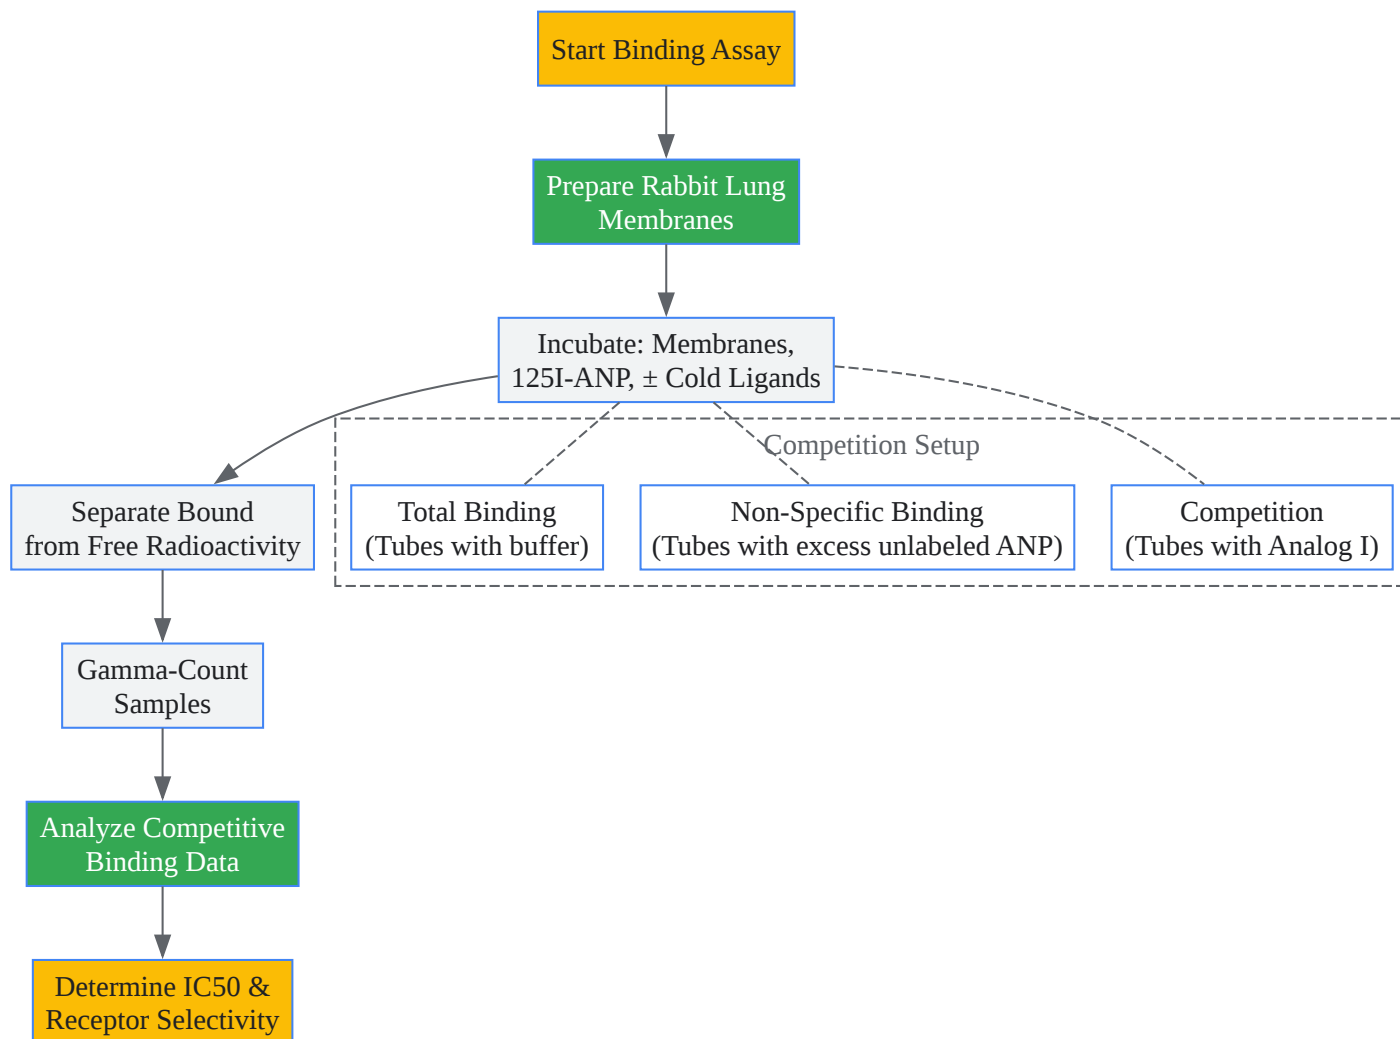 Start Binding Assay
Prepare Rabbit Lung
Membranes
Incubate: Membranes,
125I-ANP, ± Cold Ligands
Competition Setup
Separate Bound
from Free Radioactivity
Total Binding
(Tubes with buffer)
Non-Specific Binding
(Tubes with excess unlabeled ANP)
Competition
(Tubes with Analog I)
Gamma-Count
Samples
Analyze Competitive
Binding Data
Determine IC50 &
Receptor Selectivity